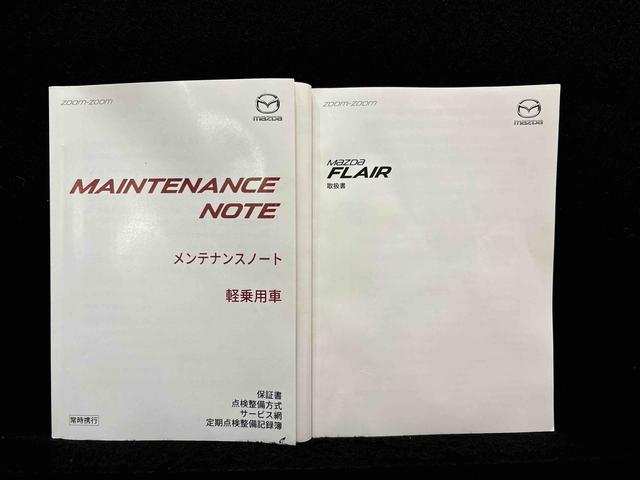 zoom-zoom
mazda
MAINTENANCE
NOTE
メンテナンスノート
軽乗用車
保証書
点検整備方式
サービス網
定期点検整備記録簿
常時携行
zoom-zoom
mazda
mazda
FLAIR
取扱書